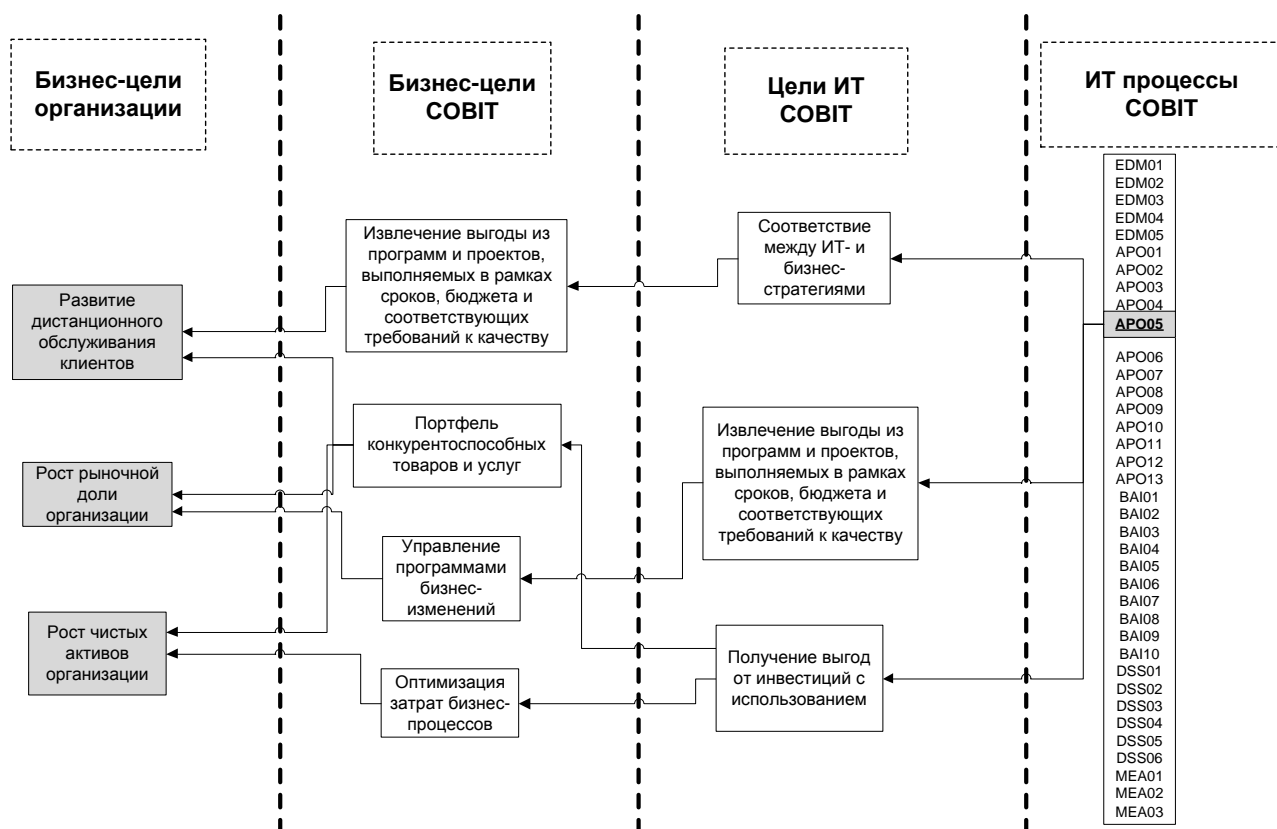 Бизнес-цели
организации
Бизнес-цели
COBIT
Цели ИТ
COBIT
ИТ процессы
COBIT
Развитие
дистанционного
обслуживания
клиентов
Рост рыночной
доли
организации
Рост чистых
активов
организации
Извлечение выгоды из
программ и проектов,
выполняемых в рамках
сроков, бюджета и
соответствующих
требований к качеству
Портфель
конкурентоспособных
товаров и услуг
Управление
программами
бизнес-
изменений
Оптимизация
затрат бизнес-
процессов
Соответствие
между ИТ- и
бизнес-
стратегиями
Извлечение выгоды из
программ и проектов,
выполняемых в рамках
сроков, бюджета и
соответствующих
требований к качеству
Получение выгод
от инвестиций с
использованием
EDM01
EDM02
EDM03
EDM04
EDM05
APO01
APO02
APO03
APO04
APO05
APO06
APO07
APO08
APO09
APO10
APO11
APO12
APO13
BAI01
BAI02
BAI03
BAI04
BAI05
BAI06
BAI07
BAI08
BAI09
BAI10
DSS01
DSS02
DSS03
DSS04
DSS05
DSS06
MEA01
MEA02
MEA03